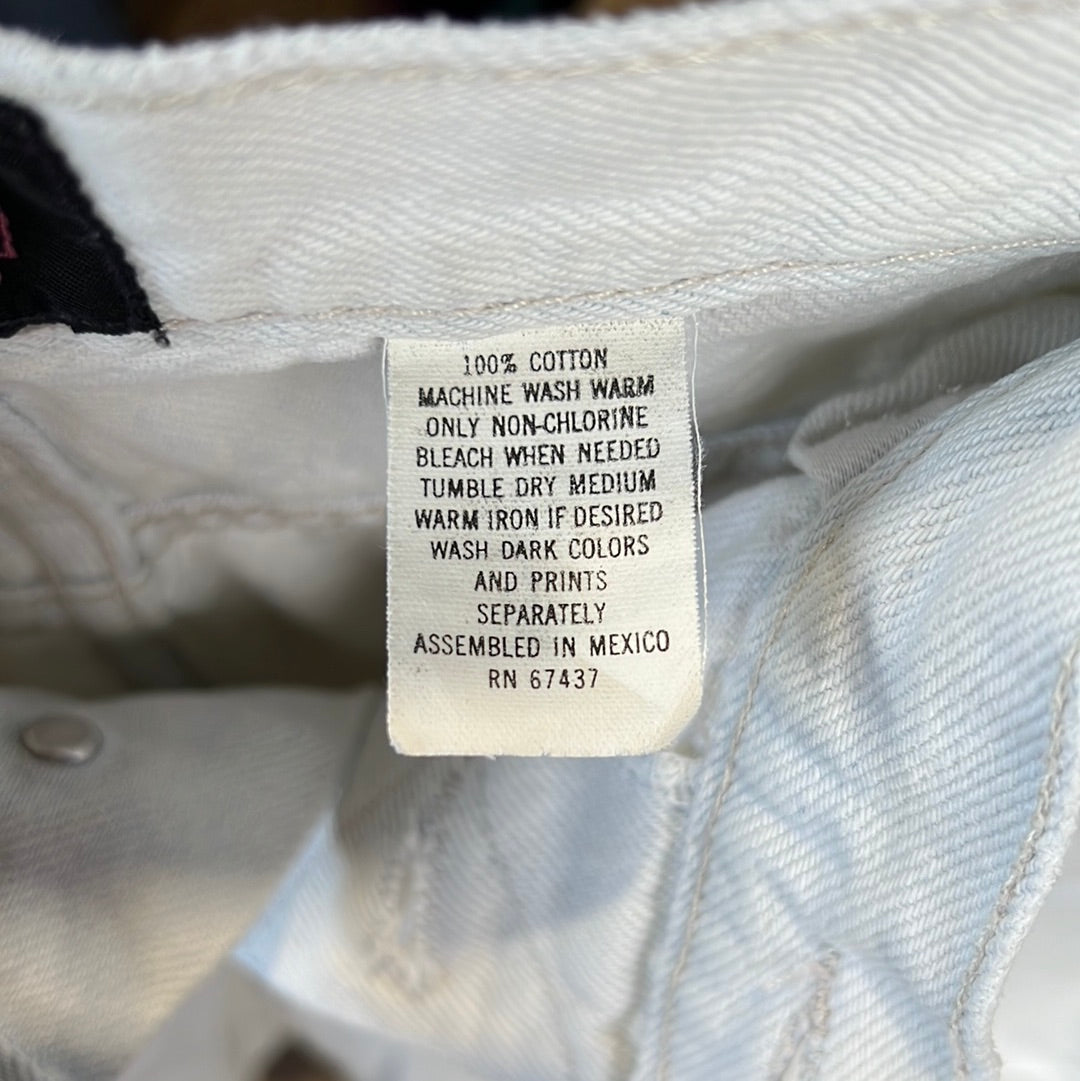 100% COTTON
MACHINE WASH WARM
ONLY NON-CHLORINE
BLEACH WHEN NEEDED
TUMBLE DRY MEDIUM
WARM IRON IF DESIRED
WASH DARK COLORS
AND PRINTS
SEPARATELY
ASSEMBLED IN MEXICO
RN 67437